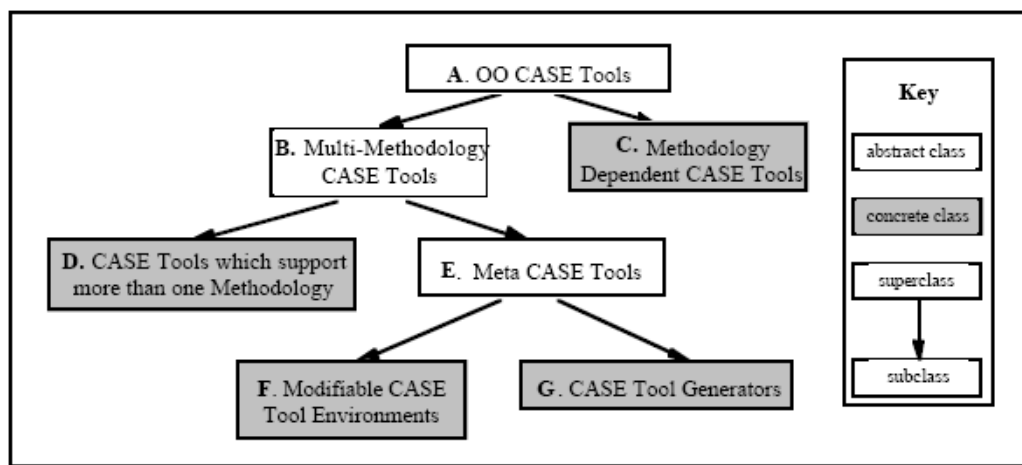 A. OO CASE Tools
B. Multi-Methodology
CASE Tools
C. Methodology
Dependent CASE Tools
D. CASE Tools which support
more than one Methodology
E. Meta CASE Tools
F. Modifiable CASE
Tool Environments
G. CASE Tool Generators
Key
abstract class
concrete class
superclass
subclass